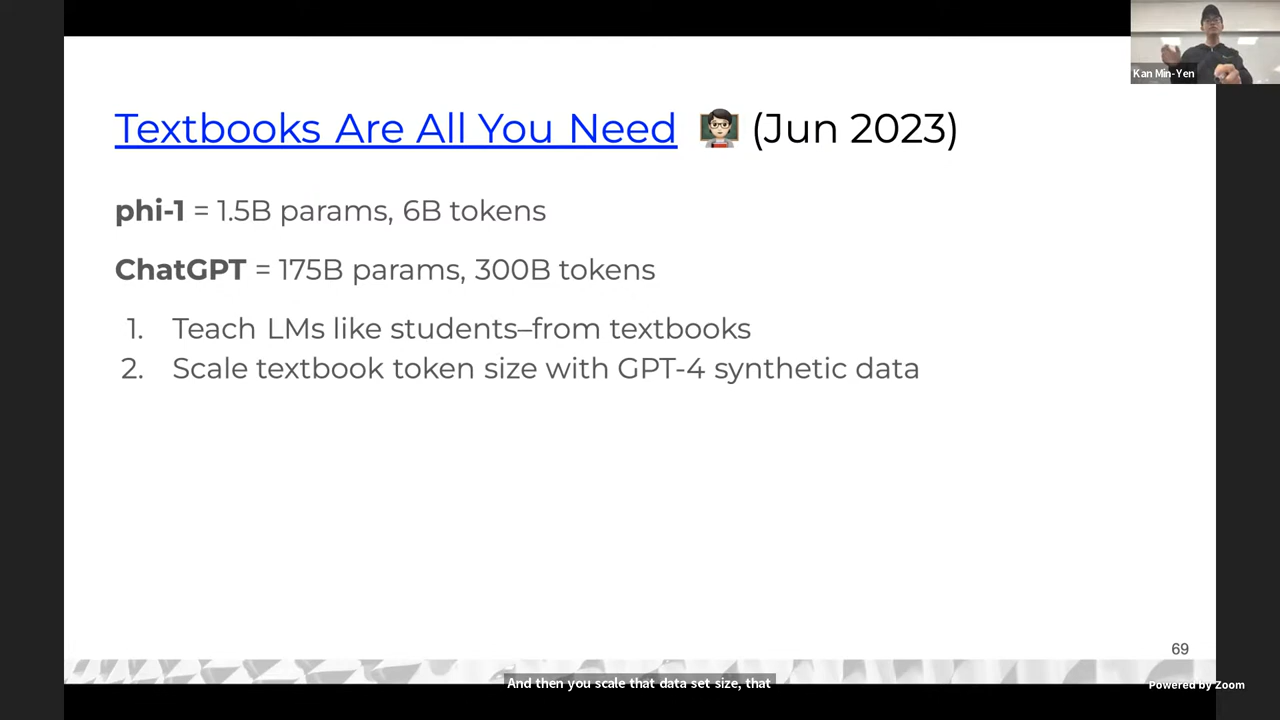 Kan Min-Yen
Textbooks Are All You Need 👨🏻‍🏫 (Jun 2023)
phi-1 = 1.5B params, 6B tokens
ChatGPT = 175B params, 300B tokens
1. Teach LMs like students–from textbooks
2. Scale textbook token size with GPT-4 synthetic data
69
And then you scale that data set size, that
Powered by Zoom